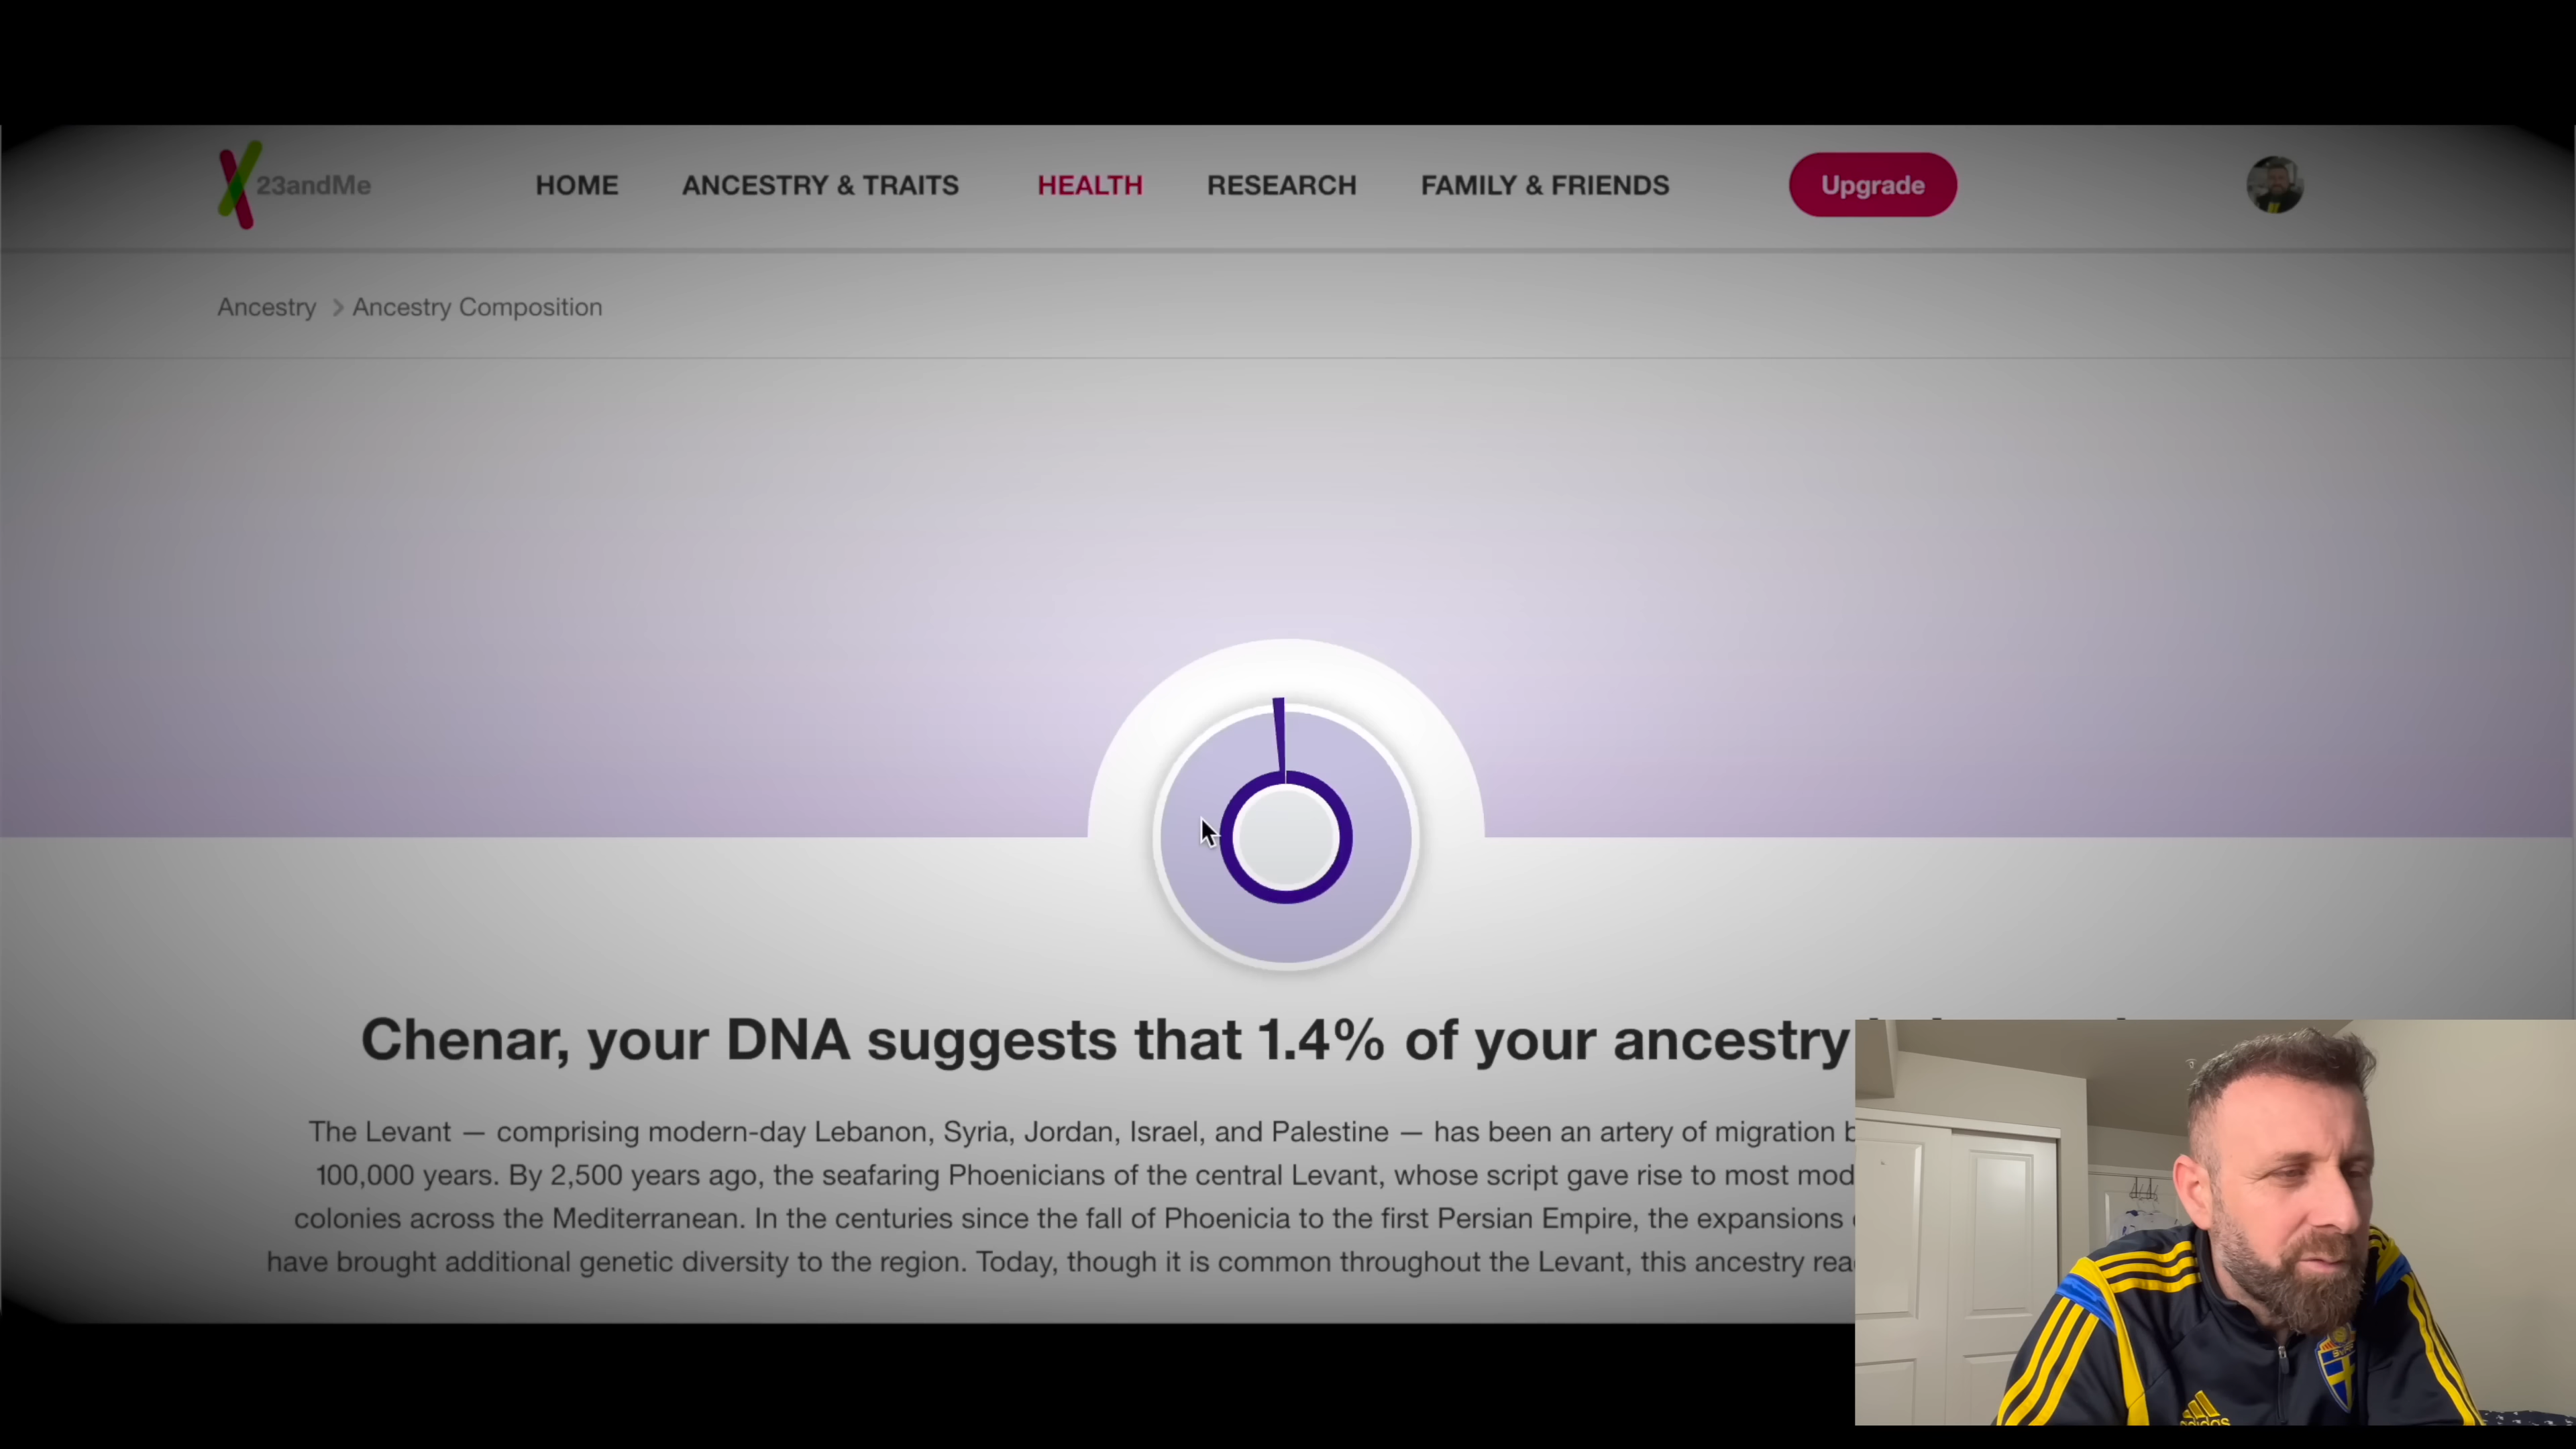 23andMe
HOME
ANCESTRY & TRAITS
HEALTH
RESEARCH
FAMILY & FRIENDS
Upgrade
Ancestry > Ancestry Composition
Chenar, your DNA suggests that 1.4% of your ancestry
The Levant — comprising modern-day Lebanon, Syria, Jordan, Israel, and Palestine — has been an artery of migration
100,000 years. By 2,500 years ago, the seafaring Phoenicians of the central Levant, whose script gave rise to most
colonies across the Mediterranean. In the centuries since the fall of Phoenicia to the first Persian Empire, the expansions
have brought additional genetic diversity to the region. Today, though it is common throughout the Levant, this ancestry
adidas